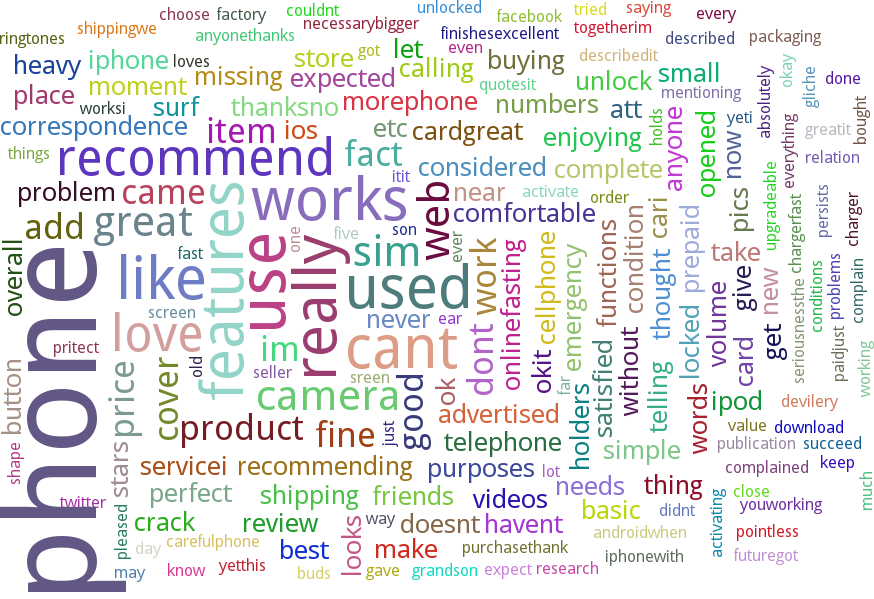 choose
factory
couldnt
unlocked
facebook
tried
saying
every
ringtones
shippingwe
necessarybigger
anyonethanks
finishesexcellent
togetherim
described
packaging
heavy
iphone
loves
store
got
let
even
buying
describedit
okay
place
moment
missing
expected
calling
quotesit
unlock
small
mentioning
absolutely
gliche
done
worksi
surf
thanksno
morephone
numbers
att
holds
anyone
opened
now
yeti
everything
greatit
bought
correspondence
item
ios
etc
cardgreat
enjoying
things
recommend
fact
itit
considered
complete
relation
problem
came
features
works
web
near
activate
order
cari
prepaid
pics
upgradeable
chargerfast
persists
charger
add
great
one
five
son
comfortable
overall
phone
fast
use
really
sim
ever
work
onlinefasting
cellphone
emergency
functions
condition
thought
take
like
used
volume
give
new
seriousnessthe
conditions
problems
complain
screen
love
never
ear
dont
okit
locked
card
get
paidjust
working
pritect
old
im
cant
without
satisfied
telling
button
price
cover
seller
sreen
far
camera
good
ok
holders
words
ipod
devilery
product
fine
just
advertised
telephone
simple
value
download
publication
succeed
shape
stars
servicei
recommending
purposes
lot
needs
thing
complained
keep
twitter
perfect
shipping
friends
videos
basic
didnt
activating
close
youworking
much
pleased
crack
review
looks
way
doesnt
havent
androidwhen
pointless
day
carefulphone
best
make
purchasethank
iphonewith
futuregot
may
know
yetthis
buds
gave
grandson
expect
research